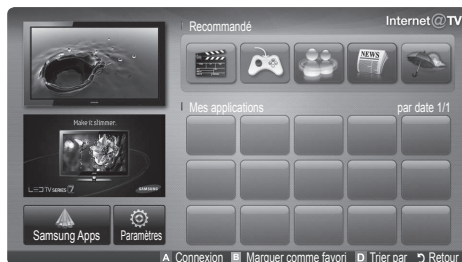 Internet@TV
Recommandé
NEWS
Mes applications par date 1/1
Make it slimmer.
LED TV SERIES 7 SAMSUNG
Samsung Apps Paramètres
A Connexion B Marquer comme favori D Trier par Retour